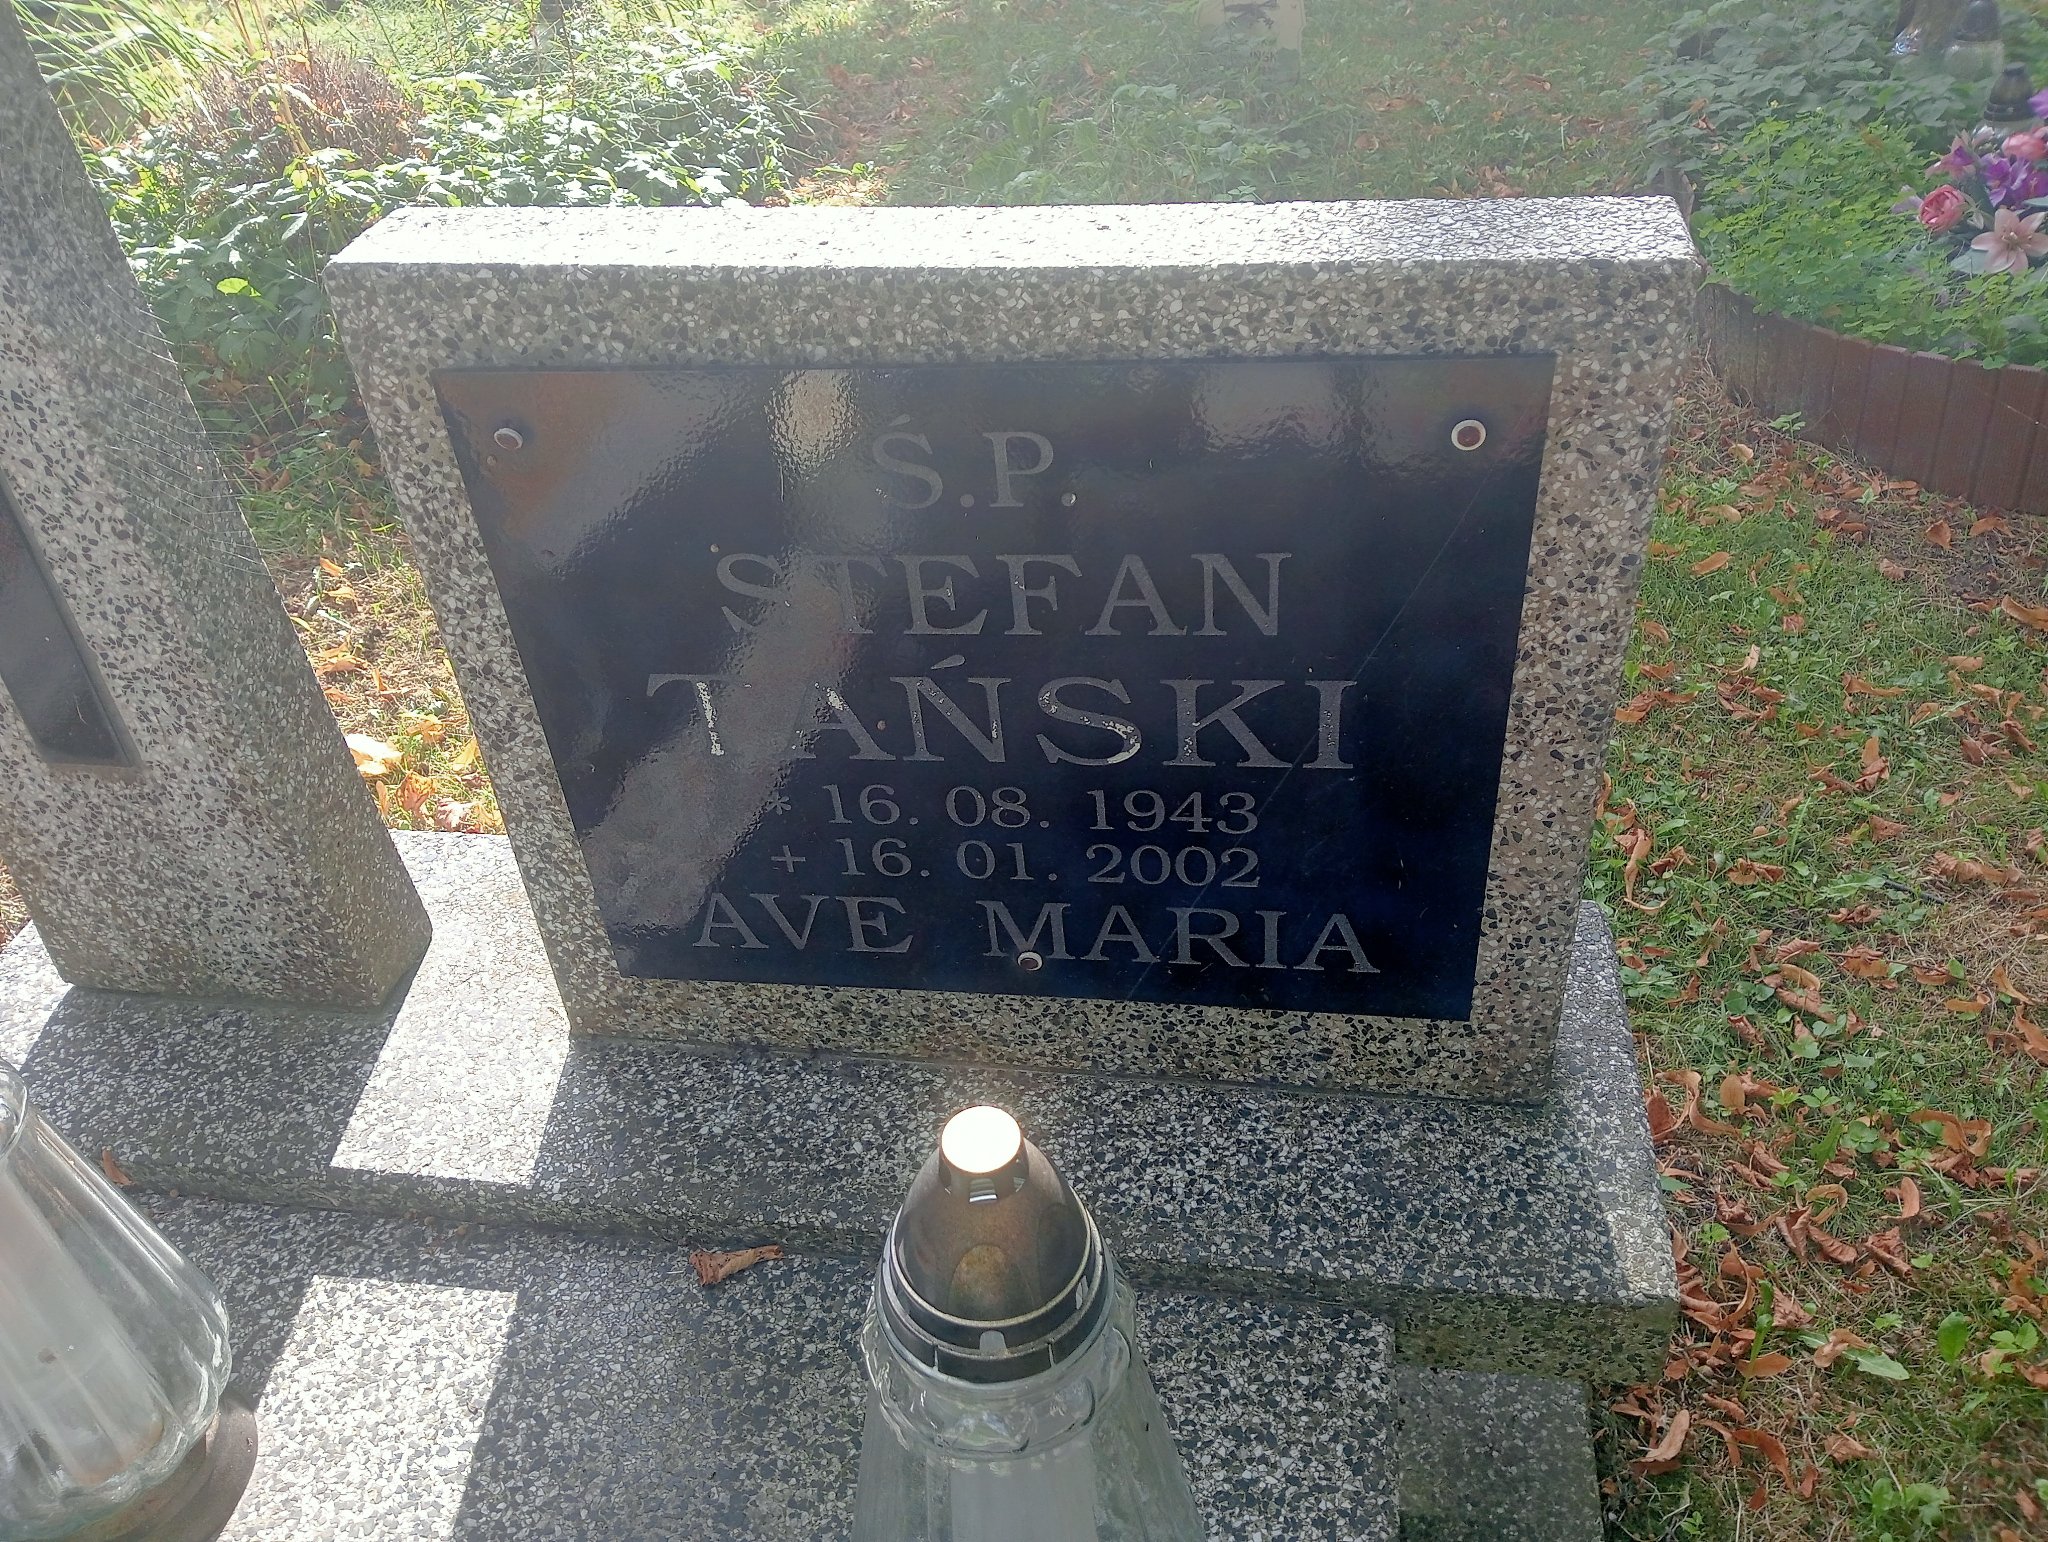 Ś.P.
STEFAN
TAŃSKI
* 16. 08. 1943
+ 16. 01. 2002
AVE MARIA